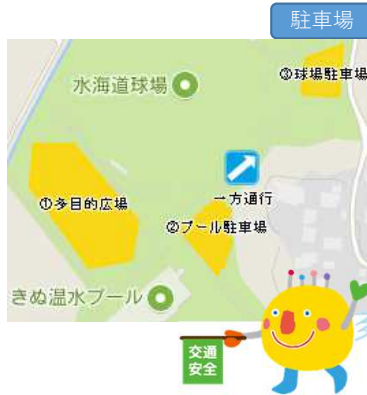 駐車場
水海道球場
③球場駐車場
①多目的広場
一方通行
②プール駐車場
きぬ温水プール
交通
安全